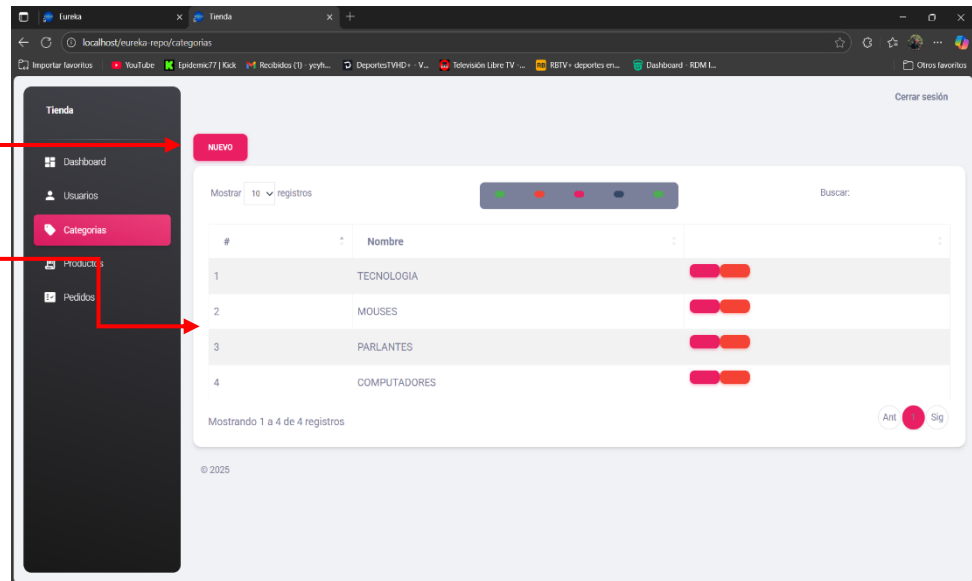 Eureka
Tienda
localhost/eureka-repo/categorias
Importar favoritos
YouTube
Epidemic77 | Kick
Recibidos (1) - yeyh...
DeportesTVHD+ - V...
Televisión Libre TV -...
RBTV+ deportes en...
Dashboard - RDM I...
Otros favoritos
Tienda
Cerrar sesión
NUEVO
Dashboard
Usuarios
Categorias
Productos
Pedidos
Mostrar 10 registros
Buscar:
# Nombre
1 TECNOLOGIA
2 MOUSES
3 PARLANTES
4 COMPUTADORES
Mostrando 1 a 4 de 4 registros
Ant 1 Sig
© 2025